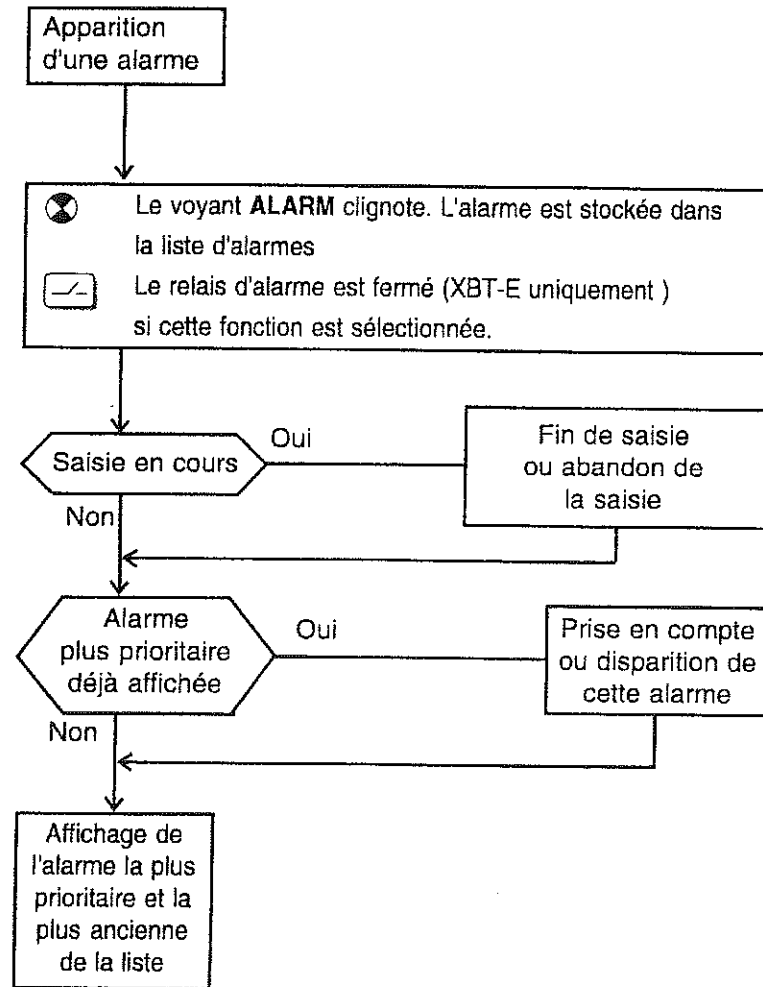 Apparition
d'une alarme
Le voyant ALARM clignote. L'alarme est stockée dans
la liste d'alarmes
Le relais d'alarme est fermé (XBT-E uniquement )
si cette fonction est sélectionnée.
Saisie en cours
Oui
Fin de saisie
ou abandon de
la saisie
Non
Alarme
plus prioritaire
déjà affichée
Oui
Prise en compte
ou disparition de
cette alarme
Non
Affichage de
l'alarme la plus
prioritaire et la
plus ancienne
de la liste